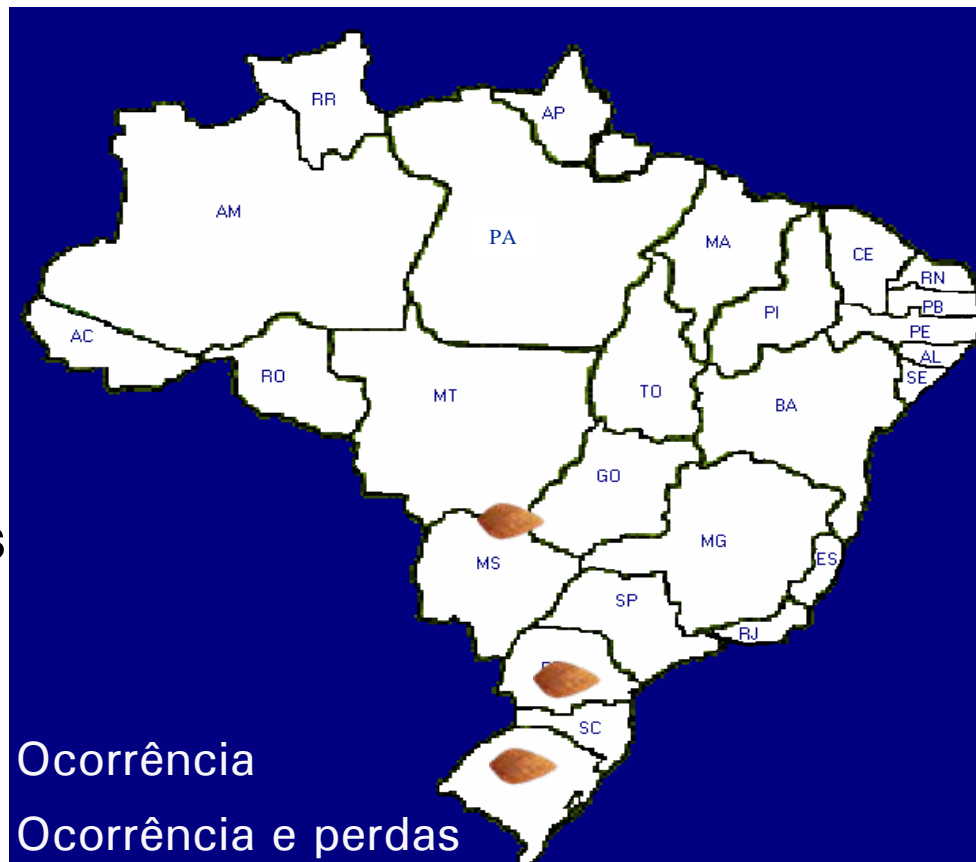 RR
AP
AM
PA
MA
CE
RN
PB
PI
PE
AC
AL
RO
SE
TO
MT
BA
GO
MG
ES
MS
SP
RJ
SC
Ocorrência
Ocorrência e perdas